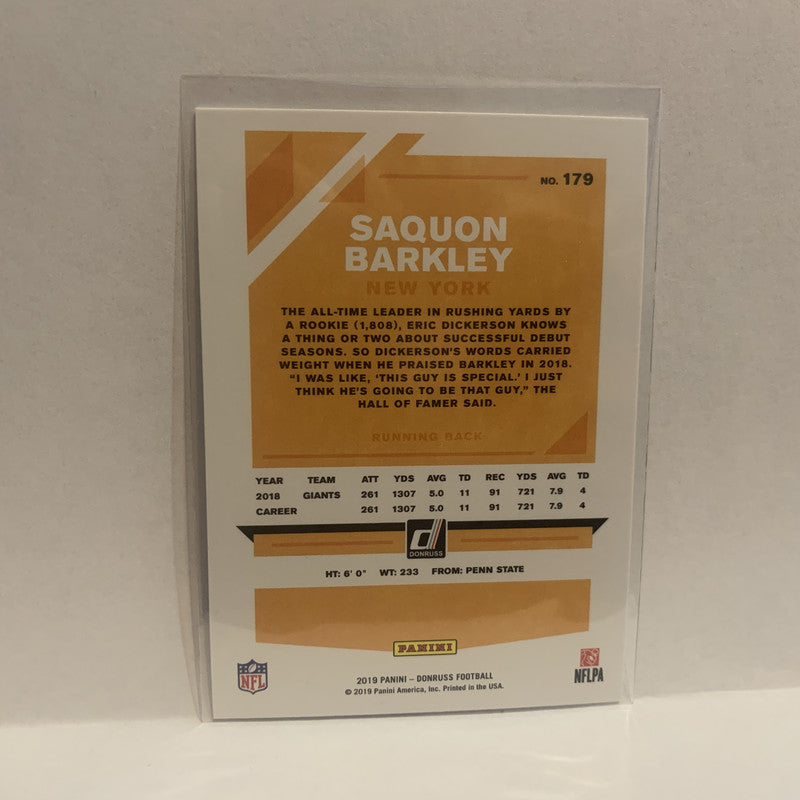 NO. 179
SAQUON
BARKLEY
NEW YORK
THE ALL-TIME LEADER IN RUSHING YARDS BY
A ROOKIE (1,808), ERIC DICKERSON KNOWS
A THING OR TWO ABOUT SUCCESSFUL DEBUT
SEASONS. SO DICKERSON'S WORDS CARRIED
WEIGHT WHEN HE PRAISED BARKLEY IN 2018.
"I WAS LIKE, 'THIS GUY IS SPECIAL.' I JUST
THINK HE'S GOING TO BE THAT GUY," THE
HALL OF FAMER SAID.
RUNNING BACK
YEAR TEAM ATT YDS AVG TD REC YDS AVG TD
2018 GIANTS 261 1307 5.0 11 91 721 7.9 4
CAREER 261 1307 5.0 11 91 721 7.9 4
d
DONRUSS
HT: 6' 0" WT: 233 FROM: PENN STATE
PANINI
NFL
NFLPA
2019 PANINI – DONRUSS FOOTBALL
© 2019 Panini America, Inc. Printed in the USA.